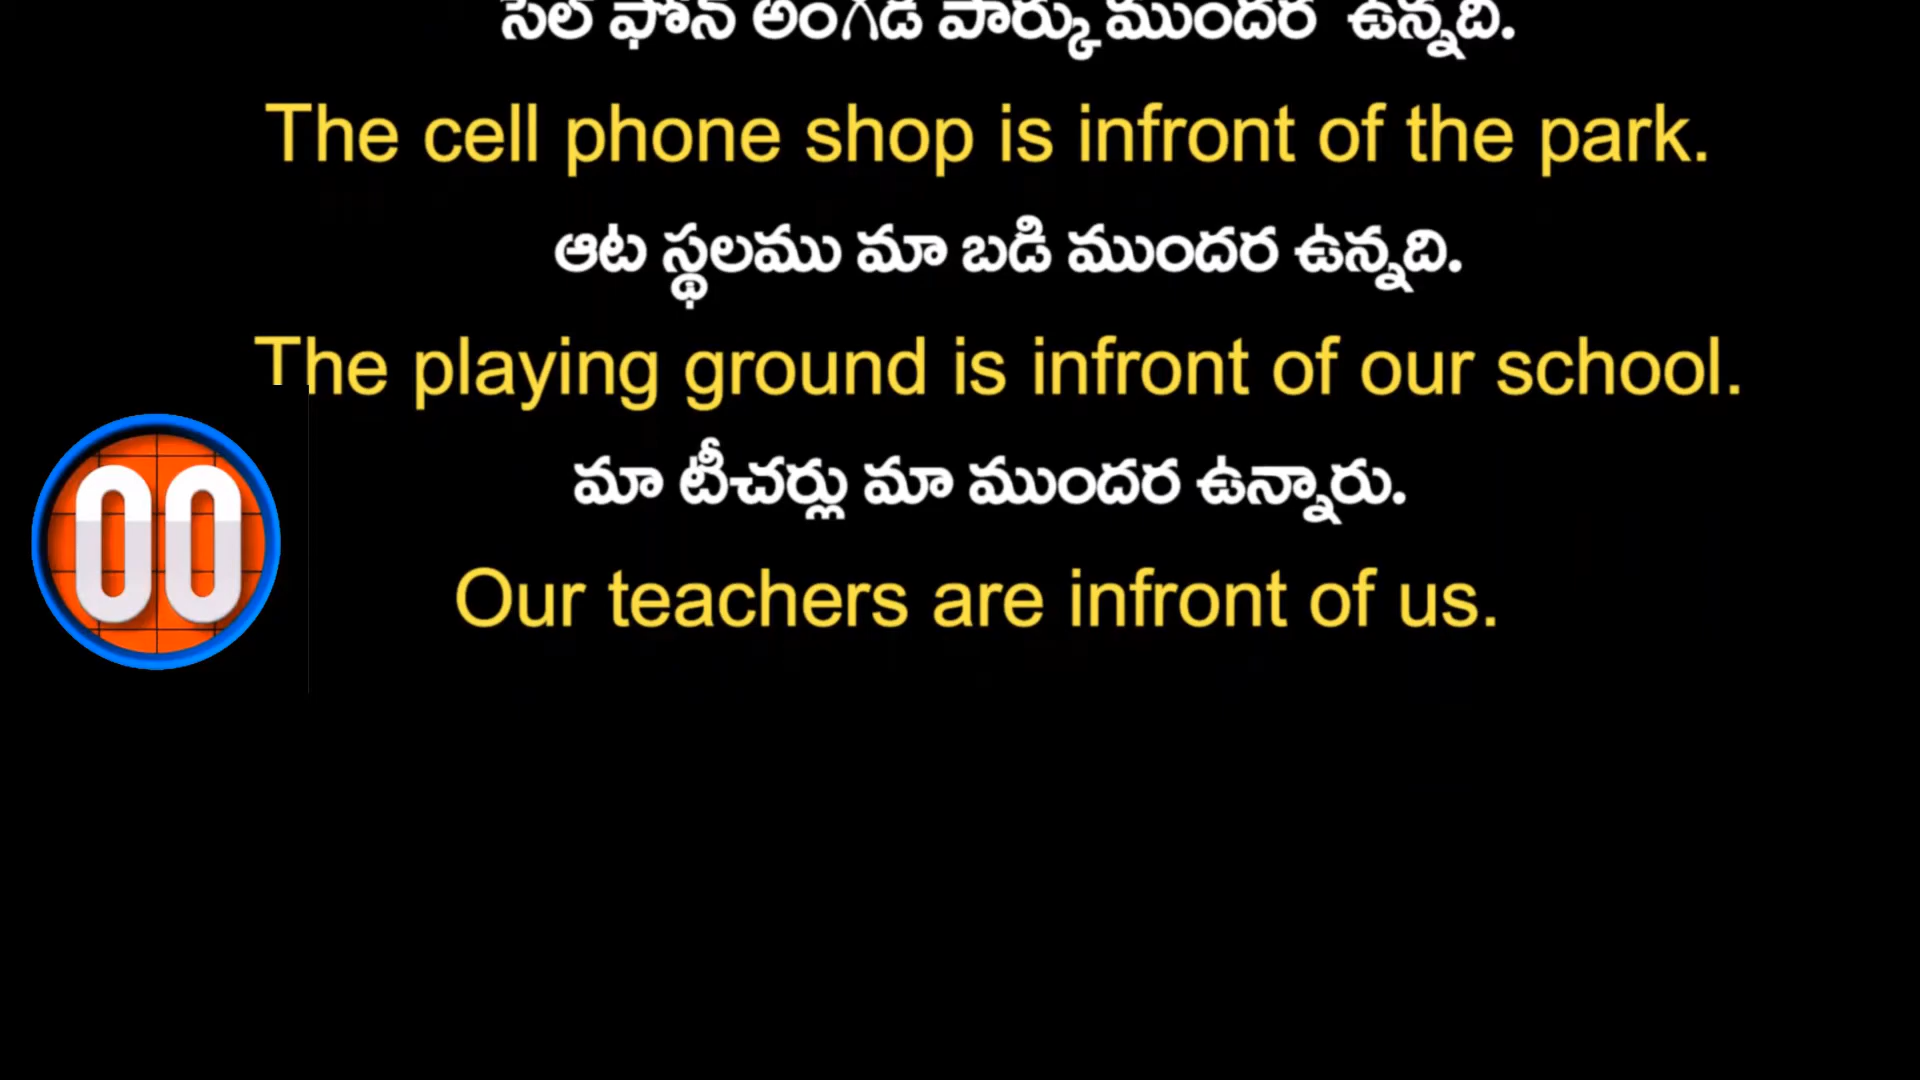 సెల్ ఫోన్ అంగడి పార్కు ముందర ఉన్నది.
The cell phone shop is infront of the park.
ఆట స్థలము మా బడి ముందర ఉన్నది.
The playing ground is infront of our school.
00
మా టీచర్లు మా ముందర ఉన్నారు.
Our teachers are infront of us.